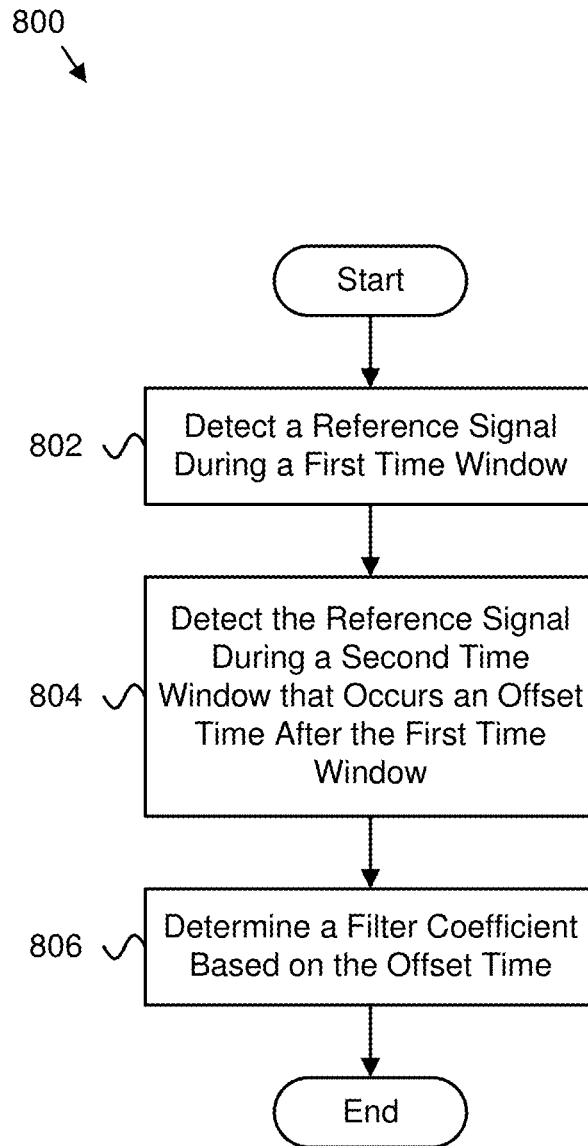 800
Start
802
Detect a Reference Signal
During a First Time Window
804
Detect the Reference Signal
During a Second Time
Window that Occurs an Offset
Time After the First Time
Window
806
Determine a Filter Coefficient
Based on the Offset Time
End